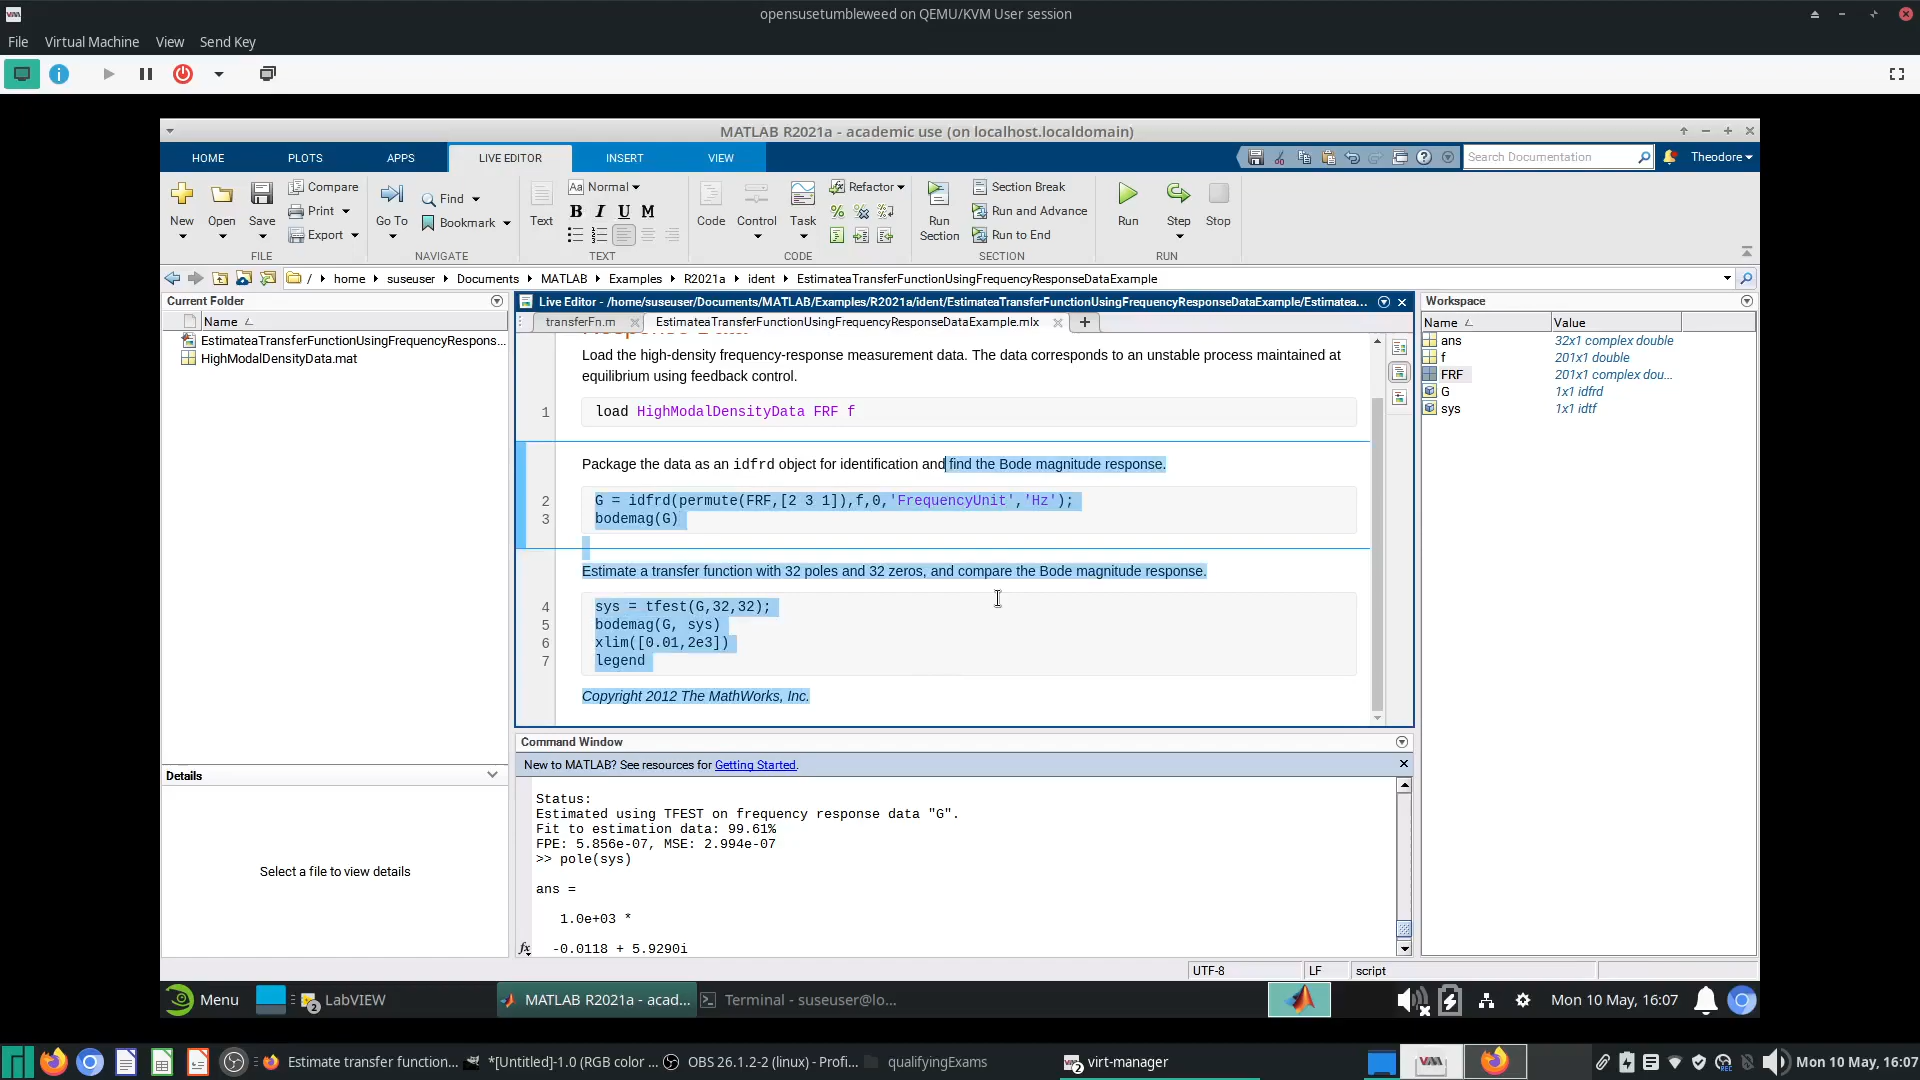 opensusetumbleweed on QEMU/KVM User session
File Virtual Machine View Send Key
MATLAB R2021a - academic use (on localhost.localdomain)
HOME PLOTS APPS LIVE EDITOR INSERT VIEW
Search Documentation
Theodore
New Open Save
Compare
Print
Export
FILE
Go To
Find
Bookmark
NAVIGATE
Text
Aa Normal
B I U M
TEXT
Code Control Task
Refactor
CODE
Run Section
Section Break
Run and Advance
Run to End
SECTION
Run Step Stop
RUN
/ home suseuser Documents MATLAB Examples R2021a ident EstimateaTransferFunctionUsingFrequencyResponseDataExample
Current Folder
Name
EstimateaTransferFunctionUsingFrequencyRespons...
HighModalDensityData.mat
Details
Select a file to view details
Live Editor - /home/suseuser/Documents/MATLAB/Examples/R2021a/ident/EstimateaTransferFunctionUsingFrequencyResponseDataExample/Estimatea...
transferFn.m EstimateaTransferFunctionUsingFrequencyResponseDataExample.mlx
Load the high-density frequency-response measurement data. The data corresponds to an unstable process maintained at
equilibrium using feedback control.
1 load HighModalDensityData FRF f
Package the data as an idfrd object for identification and find the Bode magnitude response.
2 G = idfrd(permute(FRF,[2 3 1]),f,0,'FrequencyUnit','Hz');
3 bodemag(G)
Estimate a transfer function with 32 poles and 32 zeros, and compare the Bode magnitude response.
4 sys = tfest(G,32,32);
5 bodemag(G, sys)
6 xlim([0.01,2e3])
7 legend
Copyright 2012 The MathWorks, Inc.
Command Window
New to MATLAB? See resources for Getting Started.
Status:
Estimated using TFEST on frequency response data "G".
Fit to estimation data: 99.61%
FPE: 5.856e-07, MSE: 2.994e-07
>> pole(sys)
ans =
1.0e+03 *
fx -0.0118 + 5.9290i
Workspace
Name Value
ans 32x1 complex double
f 201x1 double
FRF 201x1 complex dou...
G 1x1 idfrd
sys 1x1 idtf
UTF-8 LF script
Menu 2 LabVIEW MATLAB R2021a - acad... Terminal - suseuser@lo... Mon 10 May, 16:07
Estimate transfer function... *[Untitled]-1.0 (RGB color ... OBS 26.1.2-2 (linux) - Profi... qualifyingExams 2 virt-manager Mon 10 May, 16:07